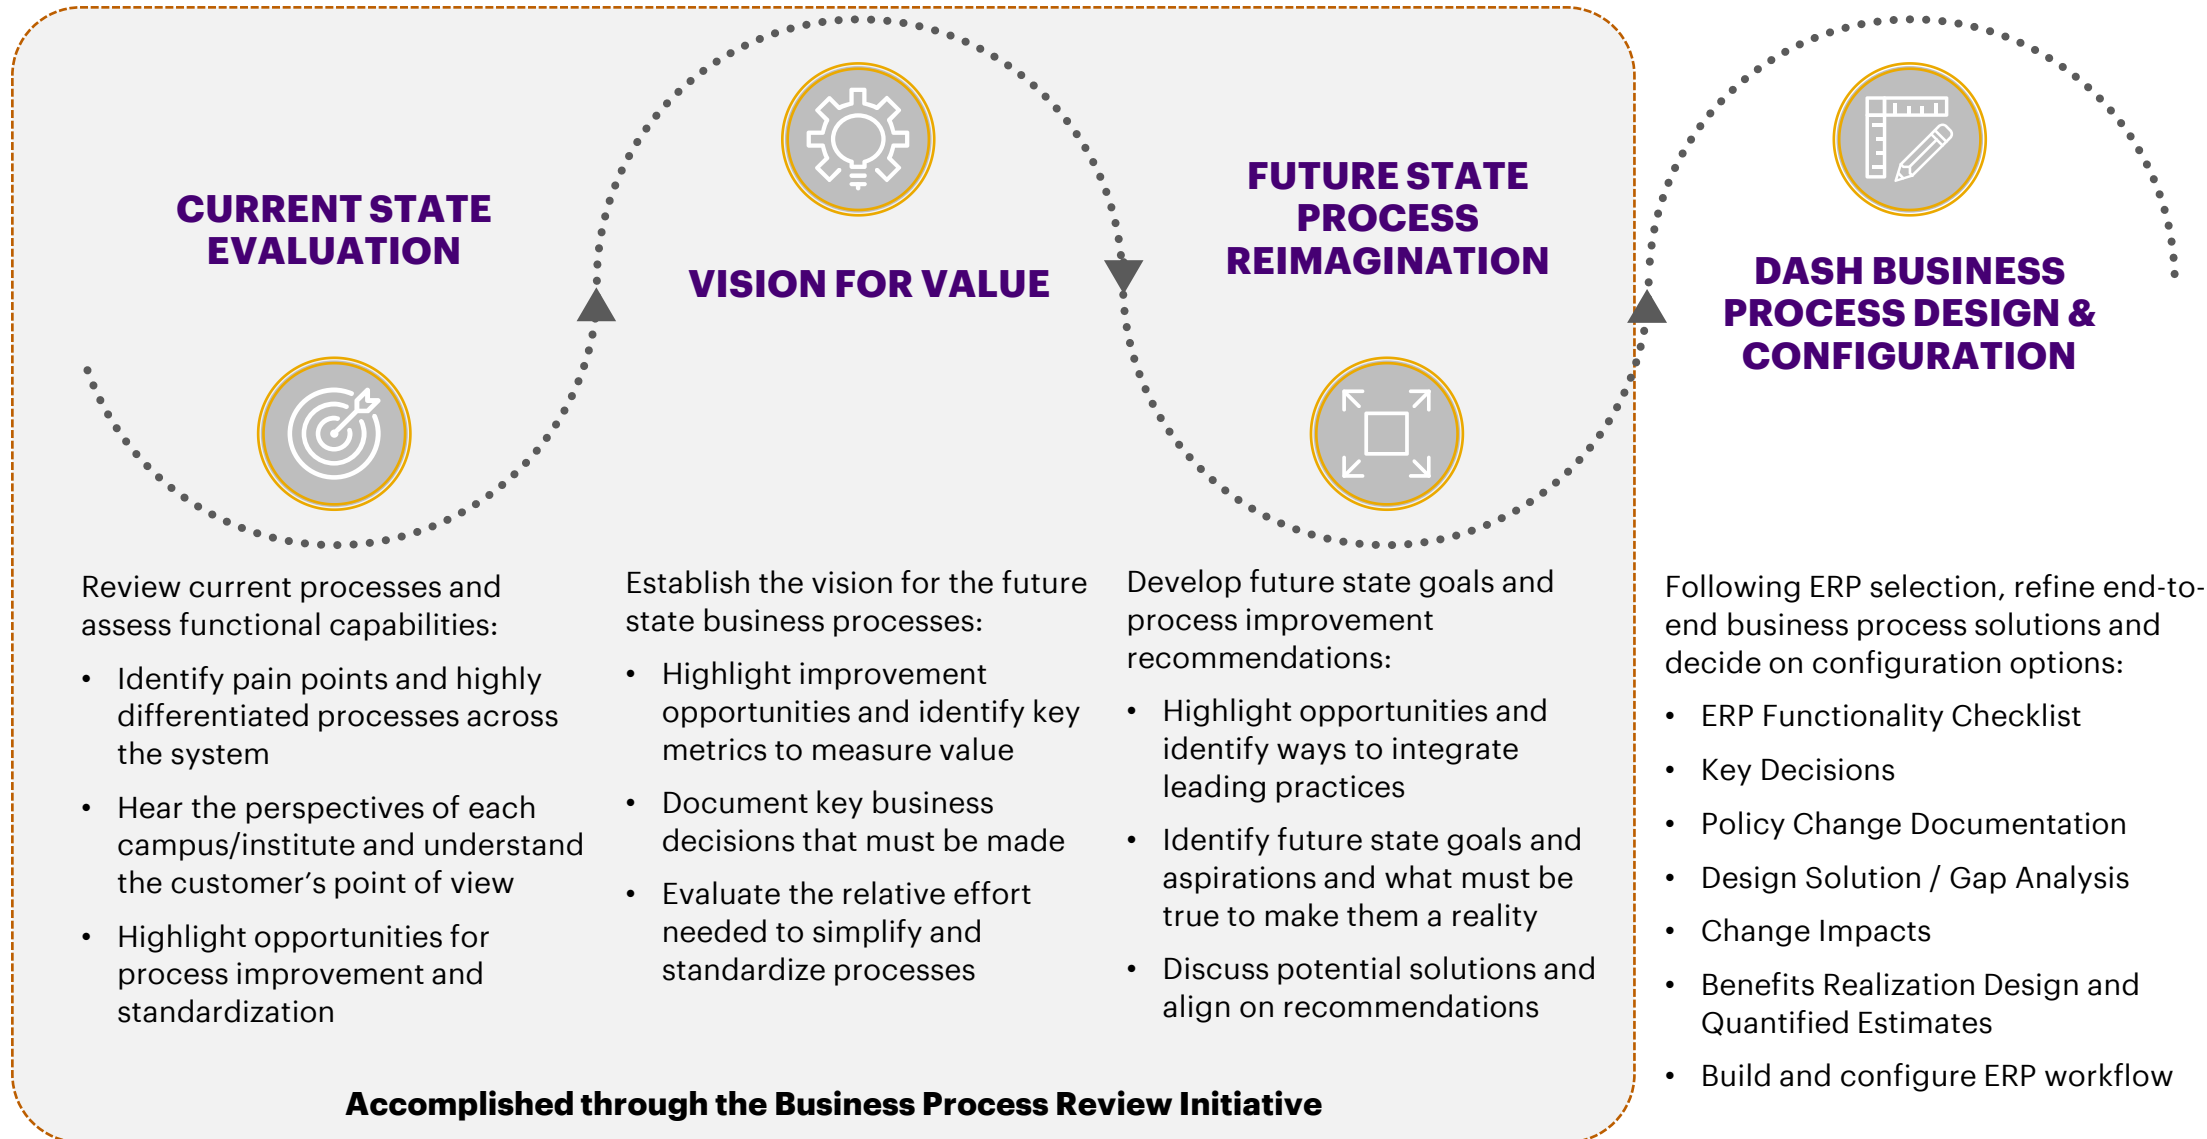 CURRENT STATE
EVALUATION
Review current processes and
assess functional capabilities:
• Identify pain points and highly
differentiated processes across
the system
• Hear the perspectives of each
campus/institute and understand
the customer’s point of view
• Highlight opportunities for
process improvement and
standardization
VISION FOR VALUE
Establish the vision for the future
state business processes:
• Highlight improvement
opportunities and identify key
metrics to measure value
• Document key business
decisions that must be made
• Evaluate the relative effort
needed to simplify and
standardize processes
FUTURE STATE
PROCESS
REIMAGINATION
Develop future state goals and
process improvement
recommendations:
• Highlight opportunities and
identify ways to integrate
leading practices
• Identify future state goals and
aspirations and what must be
true to make them a reality
• Discuss potential solutions and
align on recommendations
Accomplished through the Business Process Review Initiative
DASH BUSINESS
PROCESS DESIGN &
CONFIGURATION
Following ERP selection, refine end-to-
end business process solutions and
decide on configuration options:
• ERP Functionality Checklist
• Key Decisions
• Policy Change Documentation
• Design Solution / Gap Analysis
• Change Impacts
• Benefits Realization Design and
Quantified Estimates
• Build and configure ERP workflow